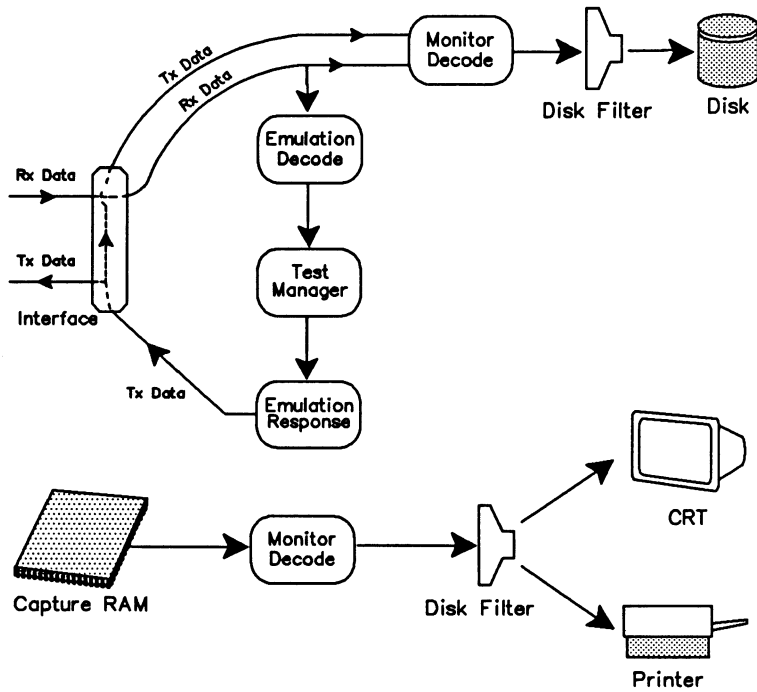 Tx Data
Rx Data
Monitor
Decode
Disk Filter
Disk
Emulation
Decode
Rx Data
Tx Data
Interface
Test
Manager
Tx Data
Emulation
Response
Capture RAM
Monitor
Decode
Disk Filter
CRT
Printer